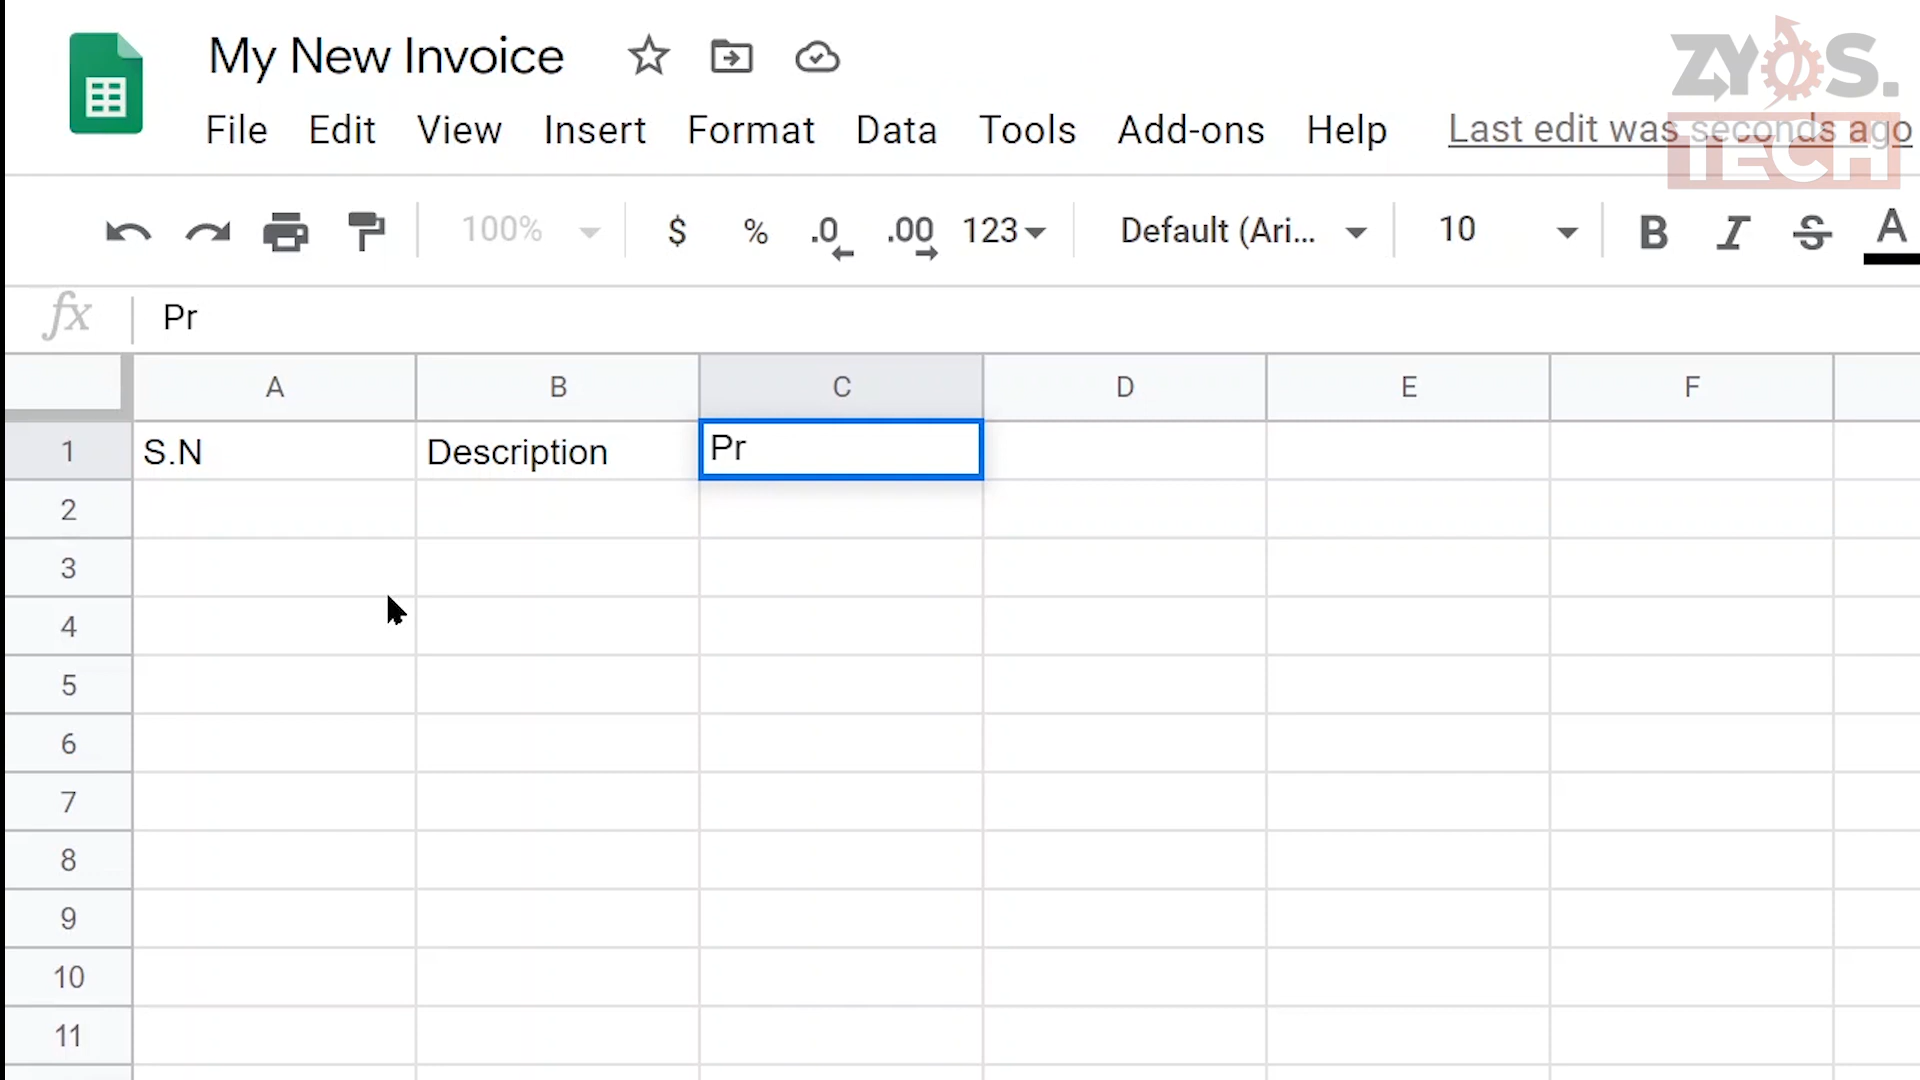 My New Invoice
File Edit View Insert Format Data Tools Add-ons Help Last edit was seconds ago
ZYOS.
TECH
100% $ % .0 .00 123 Default (Ari... 10 B I S A
fx Pr
A B C D E F
1 S.N Description Pr
2
3
4
5
6
7
8
9
10
11